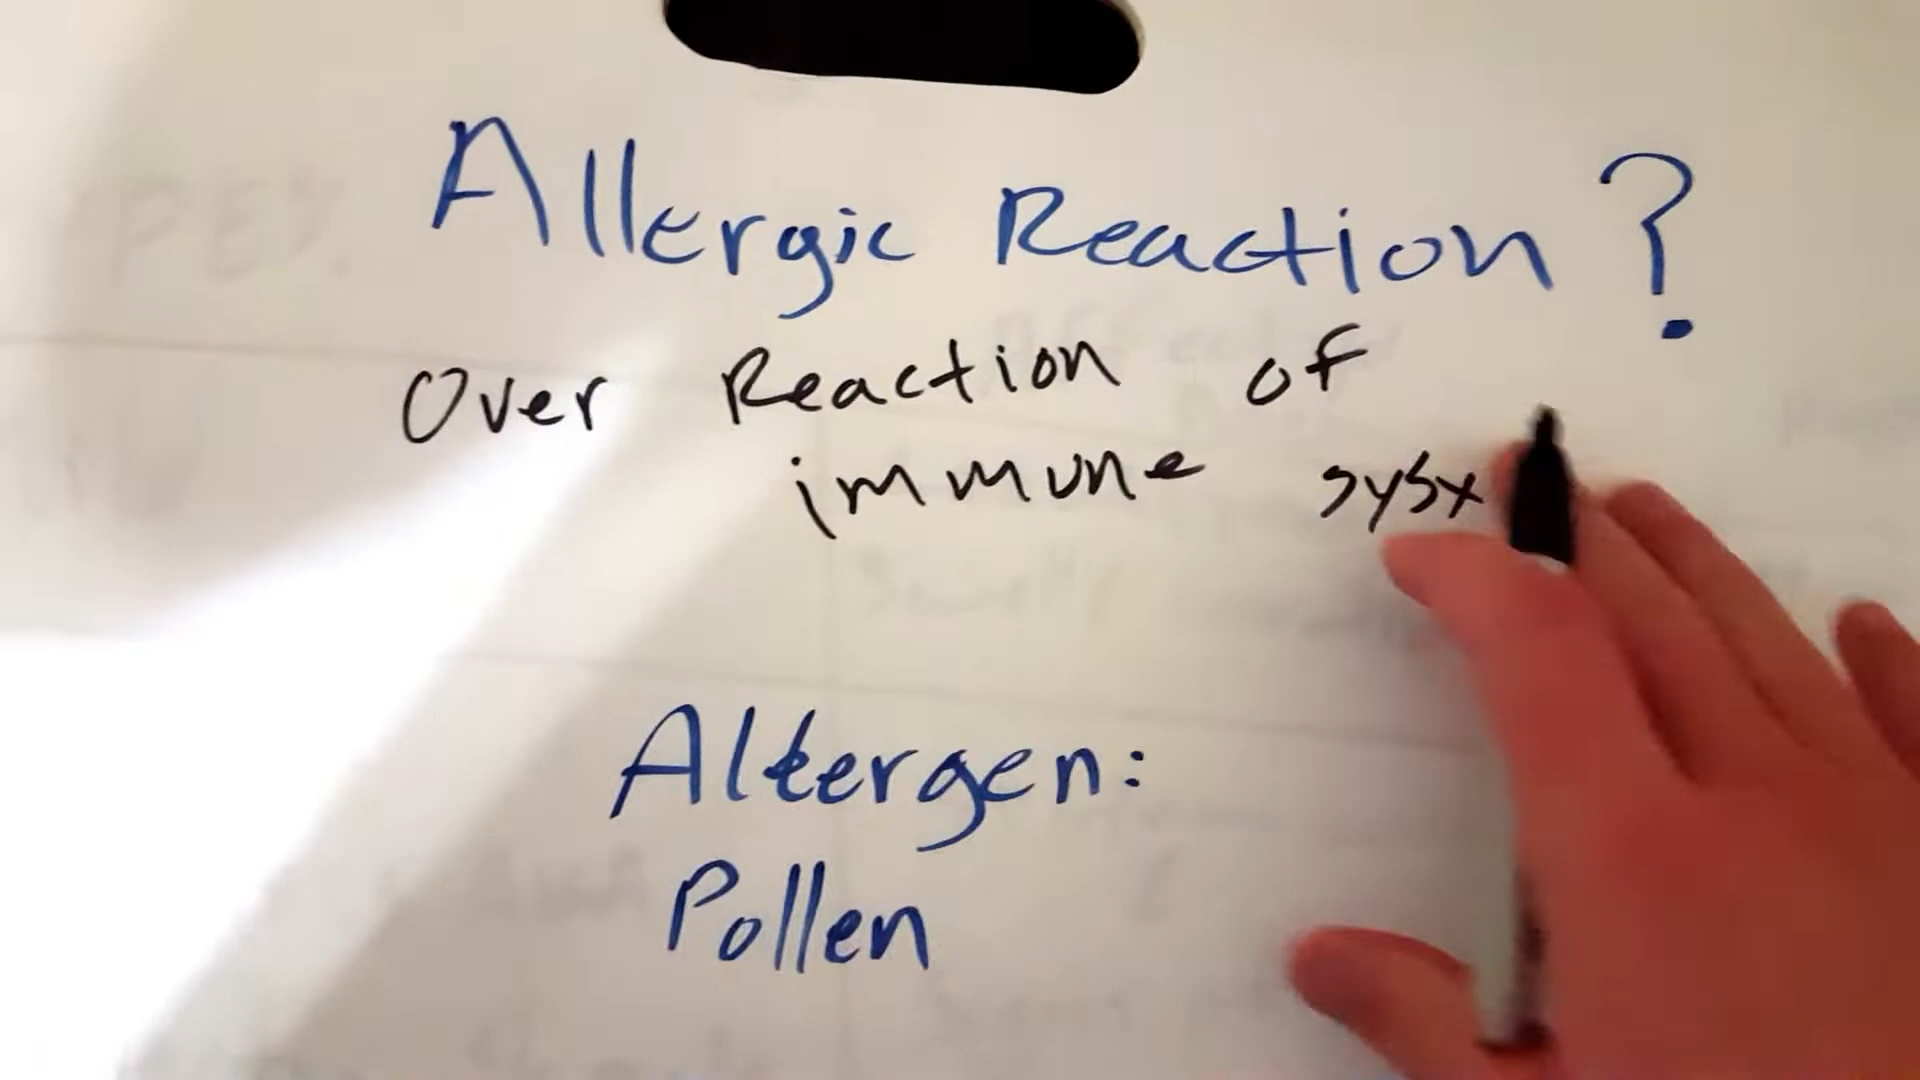 Allergic Reaction?
Over Reaction of
immune sysx
Allergen:
Pollen